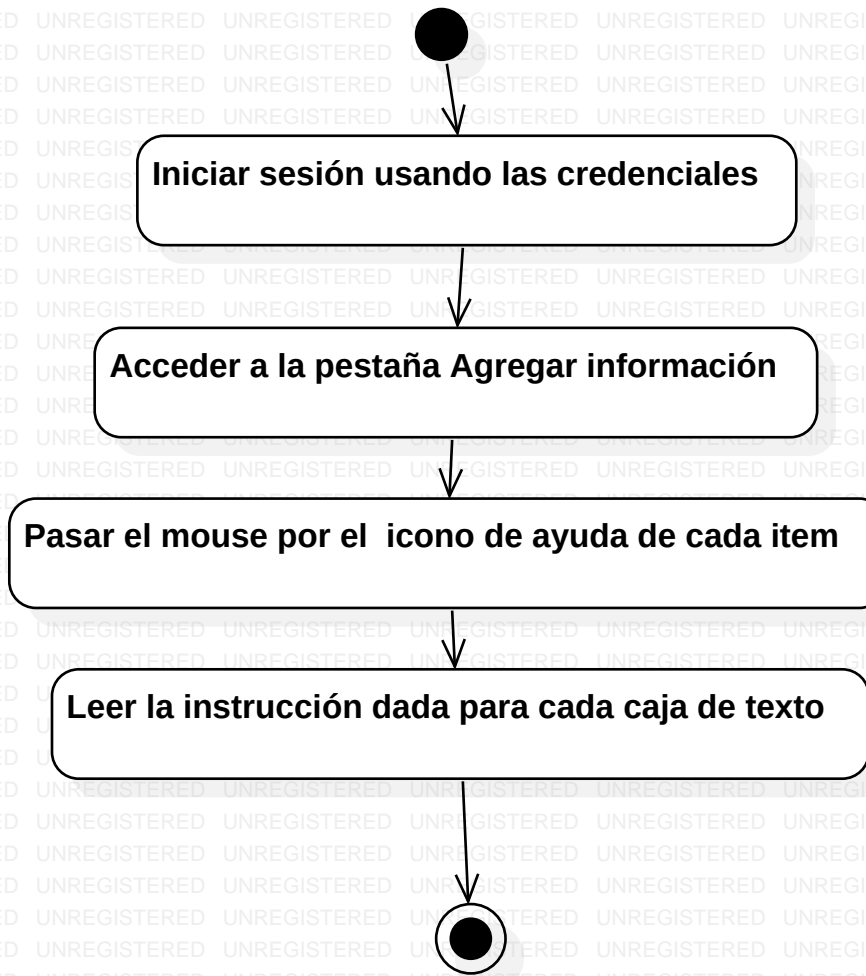 Iniciar sesión usando las credenciales
Acceder a la pestaña Agregar información
Pasar el mouse por el  icono de ayuda de cada item
Leer la instrucción dada para cada caja de texto
UNREGISTERED